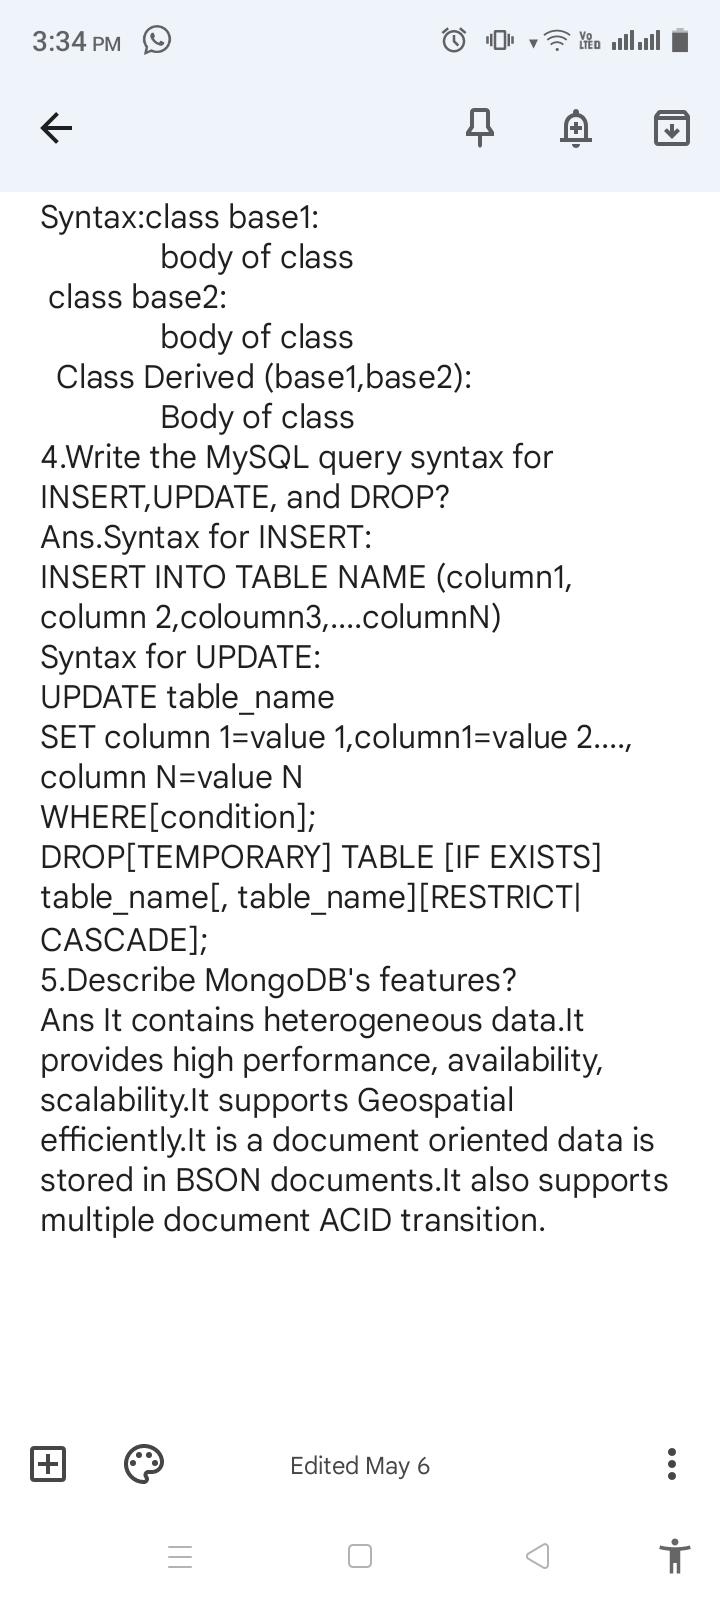 3:34 PM
Vo
LTED
Syntax:class base1:
body of class
class base2:
body of class
Class Derived (base1,base2):
Body of class
4.Write the MySQL query syntax for
INSERT,UPDATE, and DROP?
Ans.Syntax for INSERT:
INSERT INTO TABLE NAME (column1,
column 2,coloumn3,....columnN)
Syntax for UPDATE:
UPDATE table_name
SET column 1=value 1,column1=value 2....,
column N=value N
WHERE[condition];
DROP[TEMPORARY] TABLE [IF EXISTS]
table_name[, table_name][RESTRICT|
CASCADE];
5.Describe MongoDB's features?
Ans It contains heterogeneous data.It
provides high performance, availability,
scalability.It supports Geospatial
efficiently.It is a document oriented data is
stored in BSON documents.It also supports
multiple document ACID transition.
Edited May 6